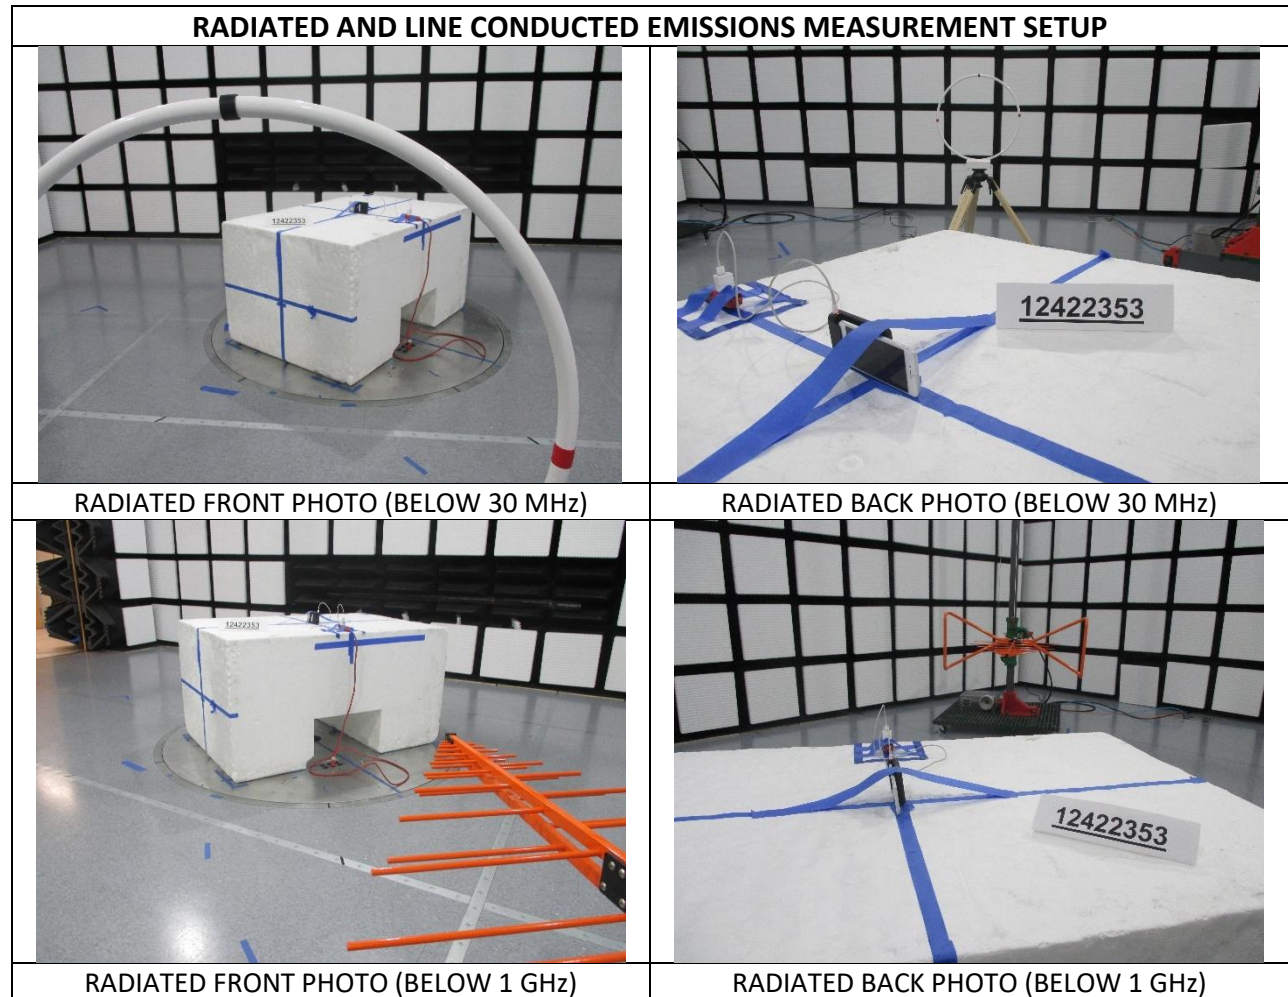 RADIATED AND LINE CONDUCTED EMISSIONS MEASUREMENT SETUP
12422353
12422353
RADIATED FRONT PHOTO (BELOW 30 MHz)
RADIATED BACK PHOTO (BELOW 30 MHz)
12422353
12422353
RADIATED FRONT PHOTO (BELOW 1 GHz)
RADIATED BACK PHOTO (BELOW 1 GHz)